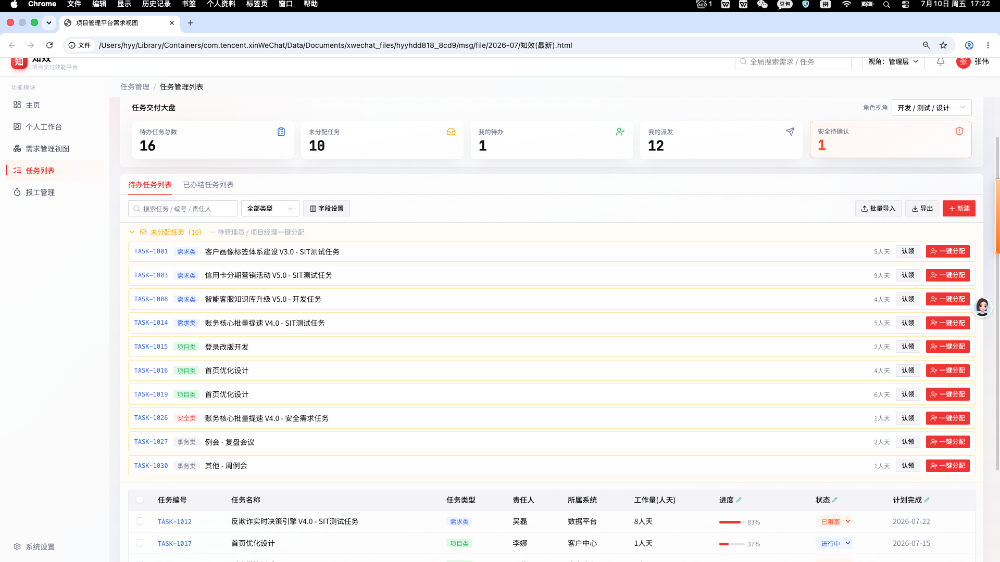 Chrome 文件 编辑 显示 历史记录 书签 个人资料 标签页 窗口 帮助 1 豆包 拼 7月10日 周五 17:22
项目管理平台需求视图
文件 /Users/hyy/Library/Containers/com.tencent.xinWeChat/Data/Documents/xwechat_files/hyyhdd818_8cd9/msg/file/2026-07/知效(最新).html
知 知效 全局搜索需求 / 任务 视角：管理层 张 张伟
项目交付效能平台
功能模块
主页
个人工作台
需求管理视图
任务列表
报工管理
系统设置
任务管理 / 任务管理列表
任务交付大盘 角色视角 开发 / 测试 / 设计
待办任务总数 未分配任务 我的待办 我的派发 安全待确认
16 10 1 12 1
待办任务列表 已办结任务列表
搜索任务 / 编号 / 责任人 全部类型 字段设置 批量导入 导出 新建
未分配任务（10） — 待管理员 / 项目经理一键分配
TASK-1001 需求类 客户画像标签体系建设 V3.0 - SIT测试任务 5人天 认领 一键分配
TASK-1003 需求类 信用卡分期营销活动 V5.0 - SIT测试任务 9人天 认领 一键分配
TASK-1008 需求类 智能客服知识库升级 V5.0 - 开发任务 4人天 认领 一键分配
TASK-1014 需求类 账务核心批量提速 V4.0 - SIT测试任务 5人天 认领 一键分配
TASK-1015 项目类 登录改版开发 2人天 认领 一键分配
TASK-1016 项目类 首页优化设计 4人天 认领 一键分配
TASK-1019 项目类 首页优化设计 6人天 认领 一键分配
TASK-1026 安全类 账务核心批量提速 V4.0 - 安全需求任务 1人天 认领 一键分配
TASK-1027 事务类 例会 - 复盘会议 2人天 认领 一键分配
TASK-1030 事务类 其他 - 周例会 1人天 认领 一键分配
任务编号 任务名称 任务类型 责任人 所属系统 工作量(人天) 进度 状态 计划完成
TASK-1012 反欺诈实时决策引擎 V4.0 - SIT测试任务 需求类 吴磊 数据平台 8人天 83% 已阻塞 2026-07-22
TASK-1017 首页优化设计 项目类 李娜 客户中心 1人天 37% 进行中 2026-07-15